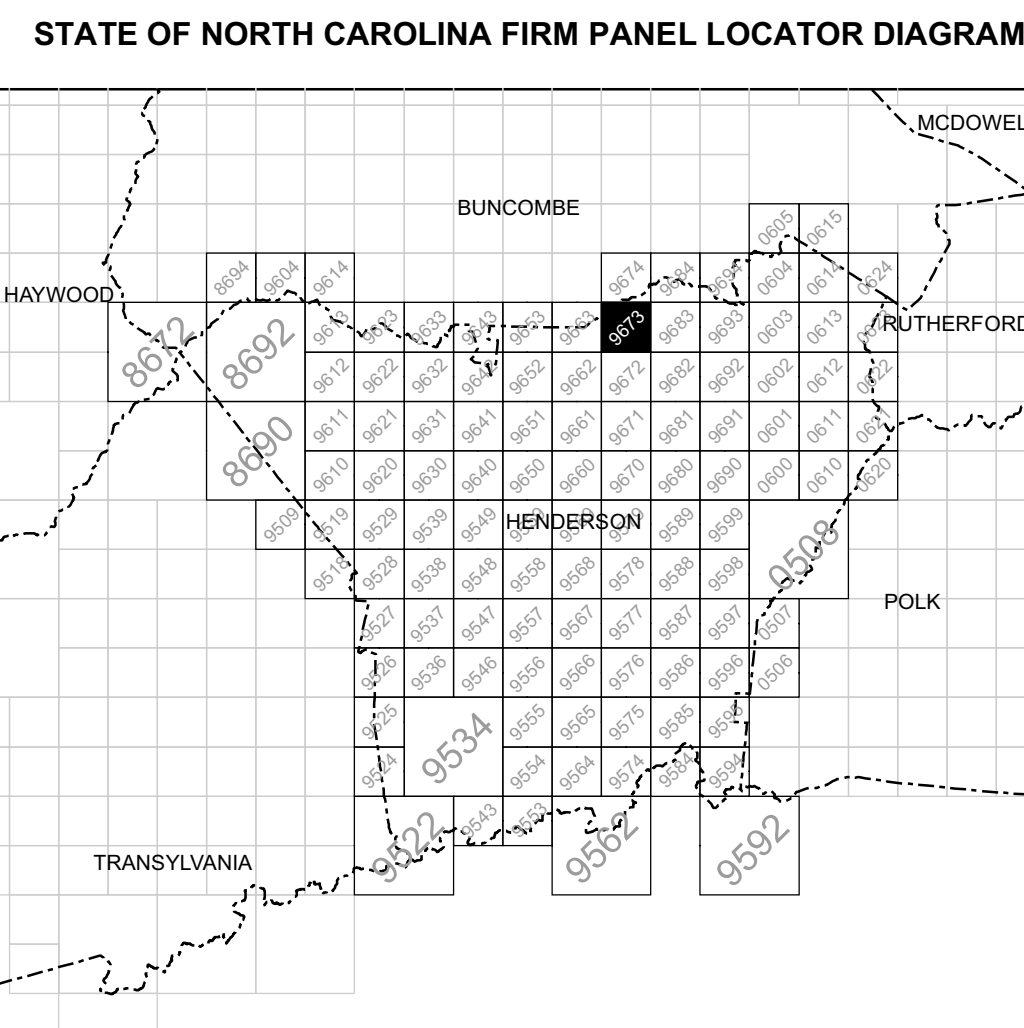 STATE OF NORTH CAROLINA FIRM PANEL LOCATOR DIAGRAM
MCDOWEL
BUNCOMBE
0605 0615
HAYWOOD
8694 9604 9614 9674 9684 9694 0604 0614 0624
RUTHERFORD
8672 8692 9613 9623 9633 9643 9653 9663 9673 9683 9693 0603 0613
9612 9622 9632 9642 9652 9662 9672 9682 9692 0602 0612 0622
8690 9611 9621 9631 9641 9651 9661 9671 9681 9691 0601 0611 0621
9610 9620 9630 9640 9650 9660 9670 9680 9690 0600 0610 0620
HENDERSON
9509 9519 9529 9539 9549 9589 9599
0508
9518 9528 9538 9548 9558 9568 9578 9588 9598
POLK
9527 9537 9547 9557 9567 9577 9587 9597 0507
9526 9536 9546 9556 9566 9576 9586 9596 0506
9525 9534 9555 9565 9575 9585 9595
9524 9554 9564 9574 9584 9594
9522 9543 9553 9562 9592
TRANSYLVANIA